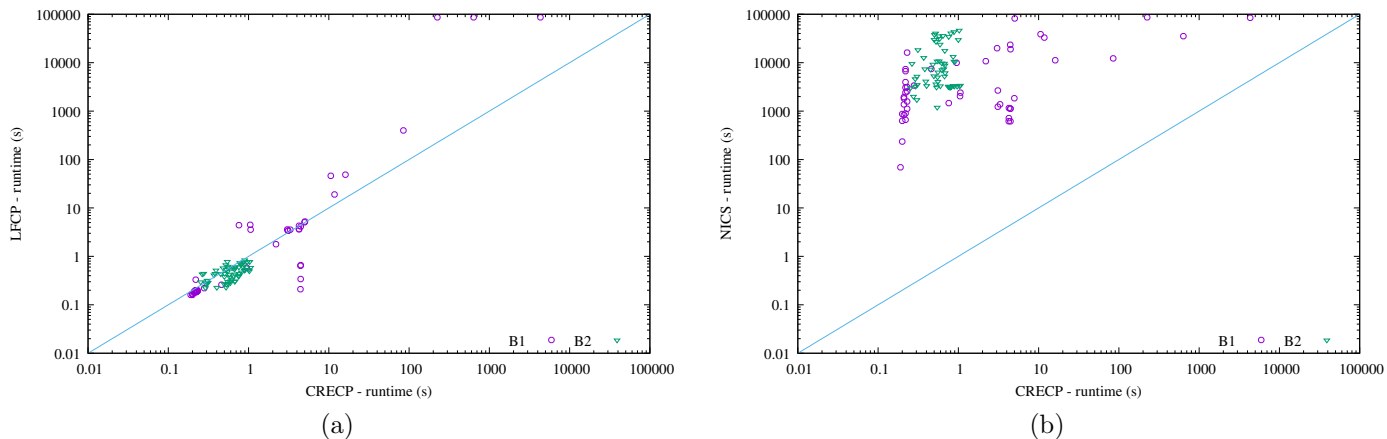 100000
10000
1000
100
10
1
0.1
0.01
LFCP - runtime (s)
0.01 0.1 1 10 100 1000 10000 100000
CRECP - runtime (s)
B1 B2
(a)
100000
10000
1000
100
10
1
0.1
0.01
NICS - runtime (s)
0.01 0.1 1 10 100 1000 10000 100000
CRECP - runtime (s)
B1 B2
(b)